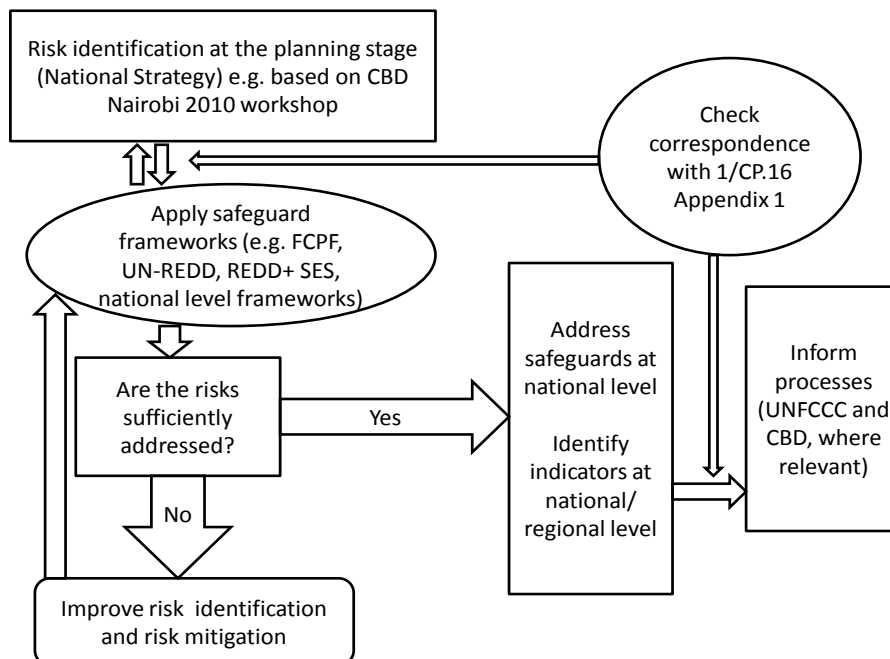 Risk identification at the planning stage
(National Strategy) e.g. based on CBD
Nairobi 2010 workshop
Check
correspondence
with 1/CP.16
Appendix 1
Apply safeguard
frameworks (e.g. FCPF,
UN-REDD, REDD+ SES,
national level frameworks)
Are the risks
sufficiently
addressed?
Yes
No
Improve risk identification
and risk mitigation
Address
safeguards at
national level
Identify
indicators at
national/
regional level
Inform
processes
(UNFCCC and
CBD, where
relevant)